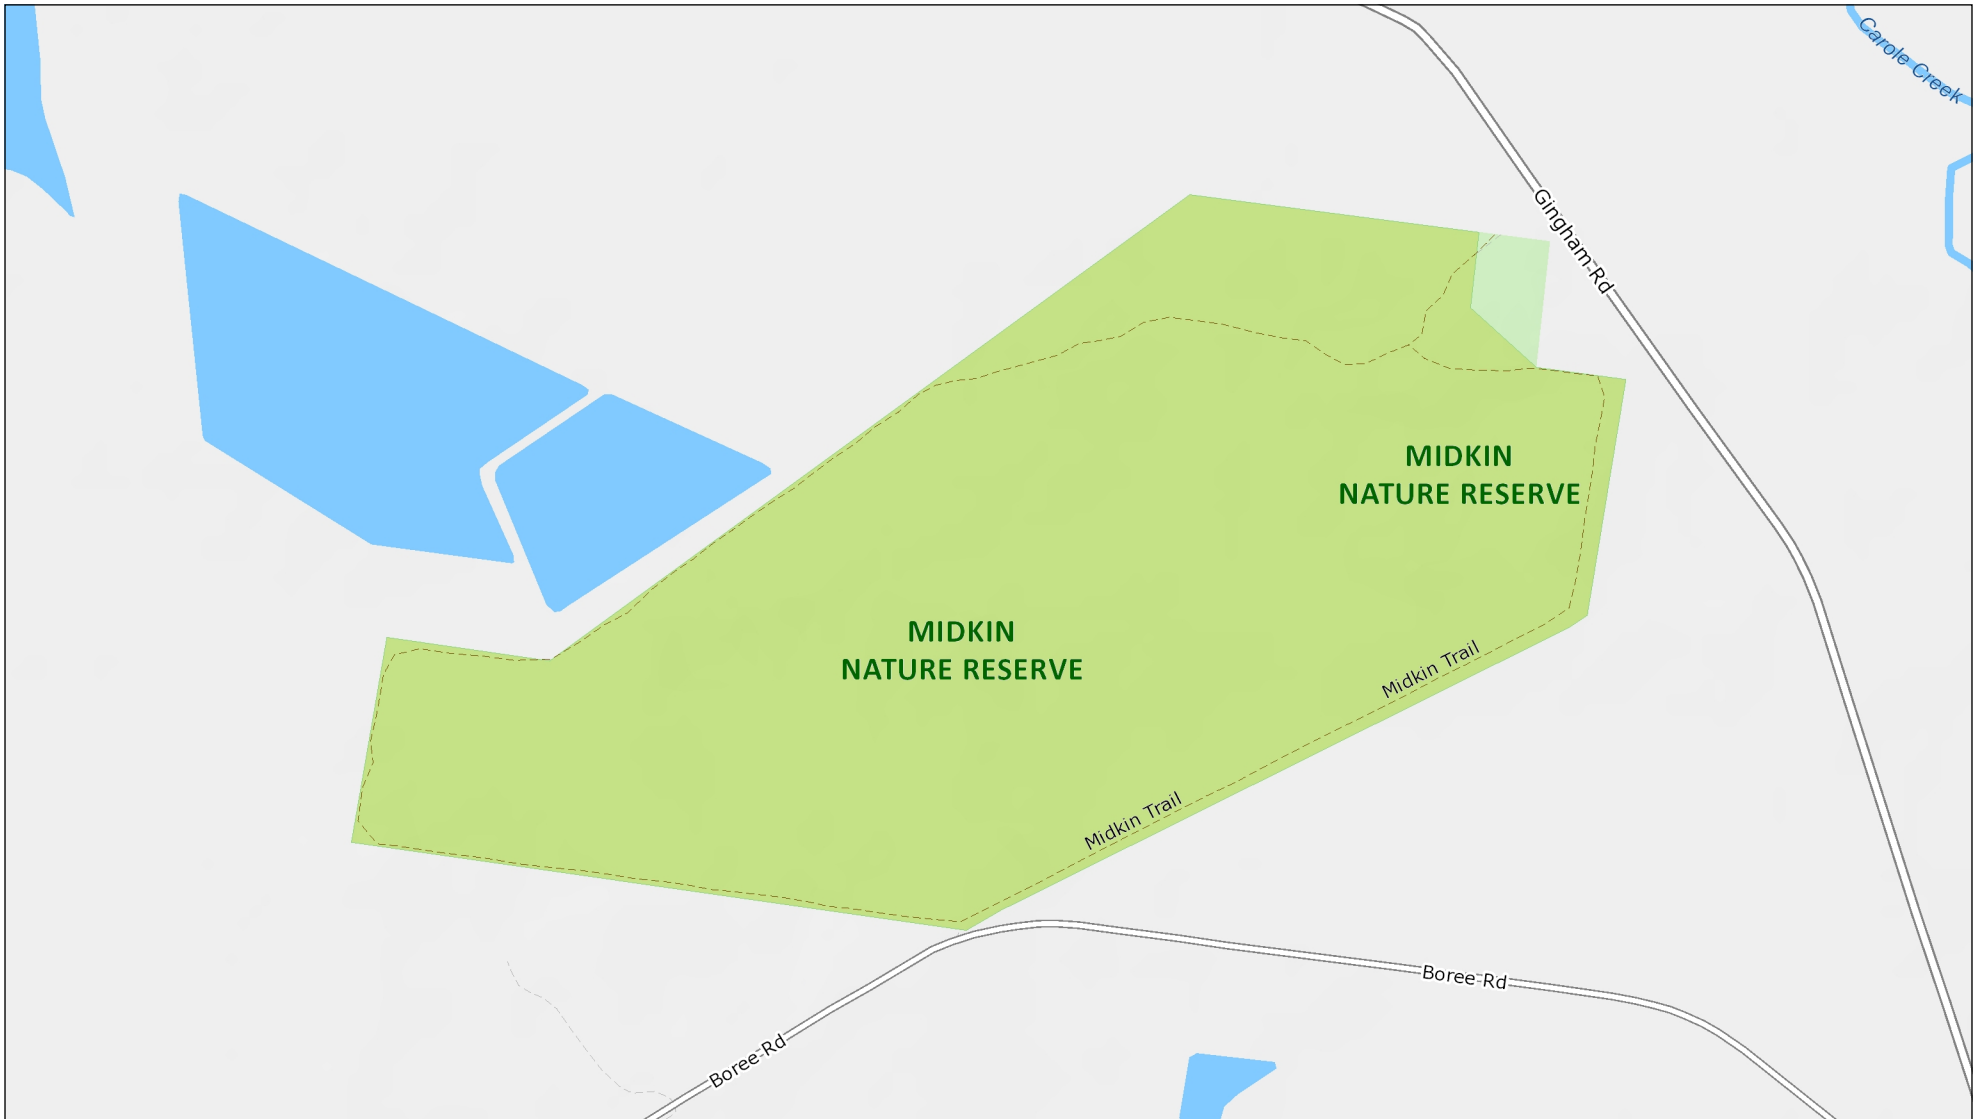 Carole Creek
Gingham Rd
MIDKIN
NATURE RESERVE
MIDKIN
NATURE RESERVE
Midkin Trail
Midkin Trail
Boree Rd
Boree Rd